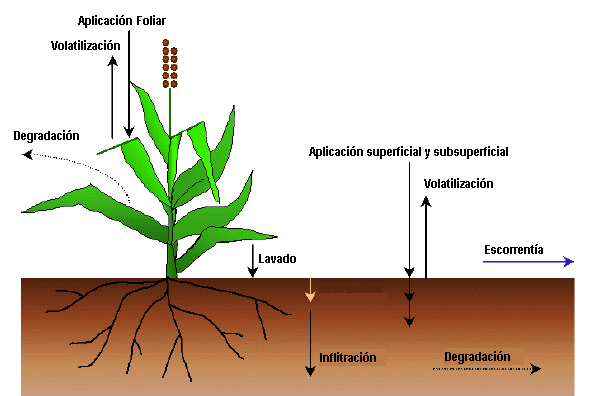 Aplicación Foliar
Volatilización
Degradación
Aplicación superficial y subsuperficial
Volatilización
Escorrentía
Lavado
Infiltración
Degradación